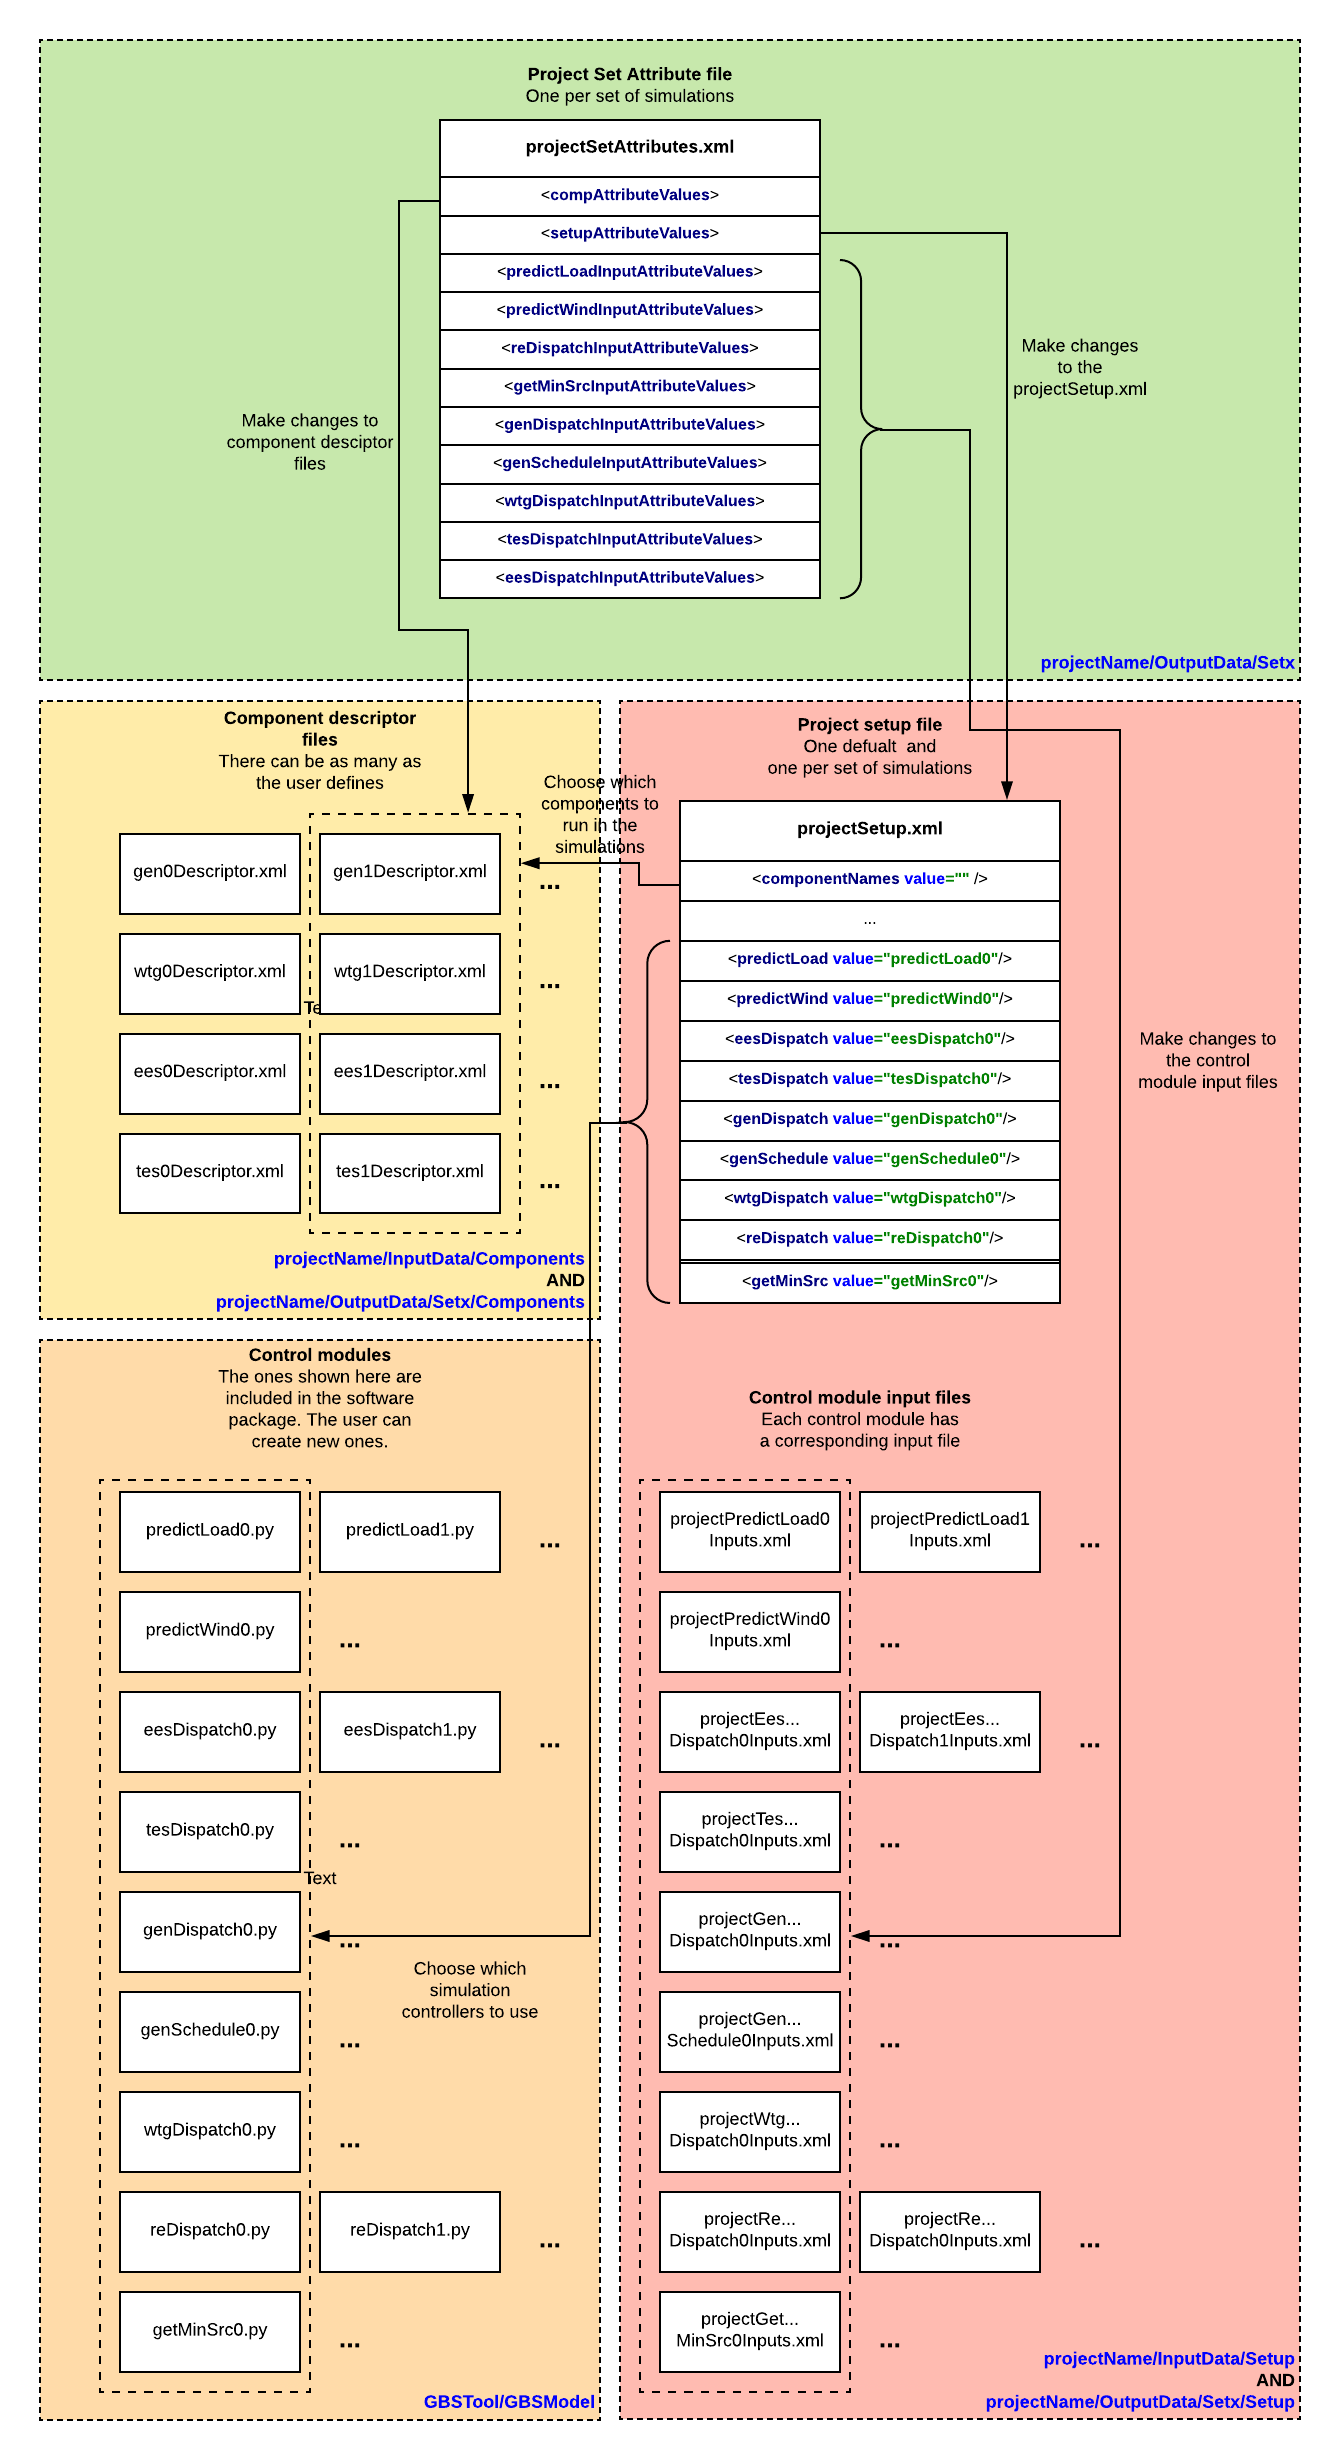 Project Set Attribute file
One per set of simulations
projectSetAttributes.xml
<compAttributeValues>
<setupAttributeValues>
<predictLoadInputAttributeValues>
<predictWindInputAttributeValues>
<reDispatchInputAttributeValues>
<getMinSrcInputAttributeValues>
<genDispatchInputAttributeValues>
<genScheduleInputAttributeValues>
<wtgDispatchInputAttributeValues>
<tesDispatchInputAttributeValues>
<eesDispatchInputAttributeValues>
Make changes to
component desciptor
files
Make changes
to the
projectSetup.xml
projectName/OutputData/Setx
Component descriptor
files
There can be as many as
the user defines
gen0Descriptor.xml
gen1Descriptor.xml
...
wtg0Descriptor.xml
wtg1Descriptor.xml
...
Te
ees0Descriptor.xml
ees1Descriptor.xml
...
tes0Descriptor.xml
tes1Descriptor.xml
...
projectName/InputData/Components
AND
projectName/OutputData/Setx/Components
Choose which
components to
run in the
simulations
Project setup file
One defualt  and
one per set of simulations
projectSetup.xml
<componentNames value="" />
...
<predictLoad value="predictLoad0"/>
<predictWind value="predictWind0"/>
<eesDispatch value="eesDispatch0"/>
<tesDispatch value="tesDispatch0"/>
<genDispatch value="genDispatch0"/>
<genSchedule value="genSchedule0"/>
<wtgDispatch value="wtgDispatch0"/>
<reDispatch value="reDispatch0"/>
<getMinSrc value="getMinSrc0"/>
Make changes to
the control
module input files
Control modules
The ones shown here are
included in the software
package. The user can
create new ones.
predictLoad0.py
predictLoad1.py
...
predictWind0.py
...
eesDispatch0.py
eesDispatch1.py
...
tesDispatch0.py
...
Text
genDispatch0.py
...
Choose which
simulation
controllers to use
genSchedule0.py
...
wtgDispatch0.py
...
reDispatch0.py
reDispatch1.py
...
getMinSrc0.py
...
GBSTool/GBSModel
Control module input files
Each control module has
a corresponding input file
projectPredictLoad0
Inputs.xml
projectPredictLoad1
Inputs.xml
...
projectPredictWind0
Inputs.xml
...
projectEes...
Dispatch0Inputs.xml
projectEes...
Dispatch1Inputs.xml
...
projectTes...
Dispatch0Inputs.xml
...
projectGen...
Dispatch0Inputs.xml
...
projectGen...
Schedule0Inputs.xml
...
projectWtg...
Dispatch0Inputs.xml
...
projectRe...
Dispatch0Inputs.xml
projectRe...
Dispatch0Inputs.xml
...
projectGet...
MinSrc0Inputs.xml
...
projectName/InputData/Setup
AND
projectName/OutputData/Setx/Setup